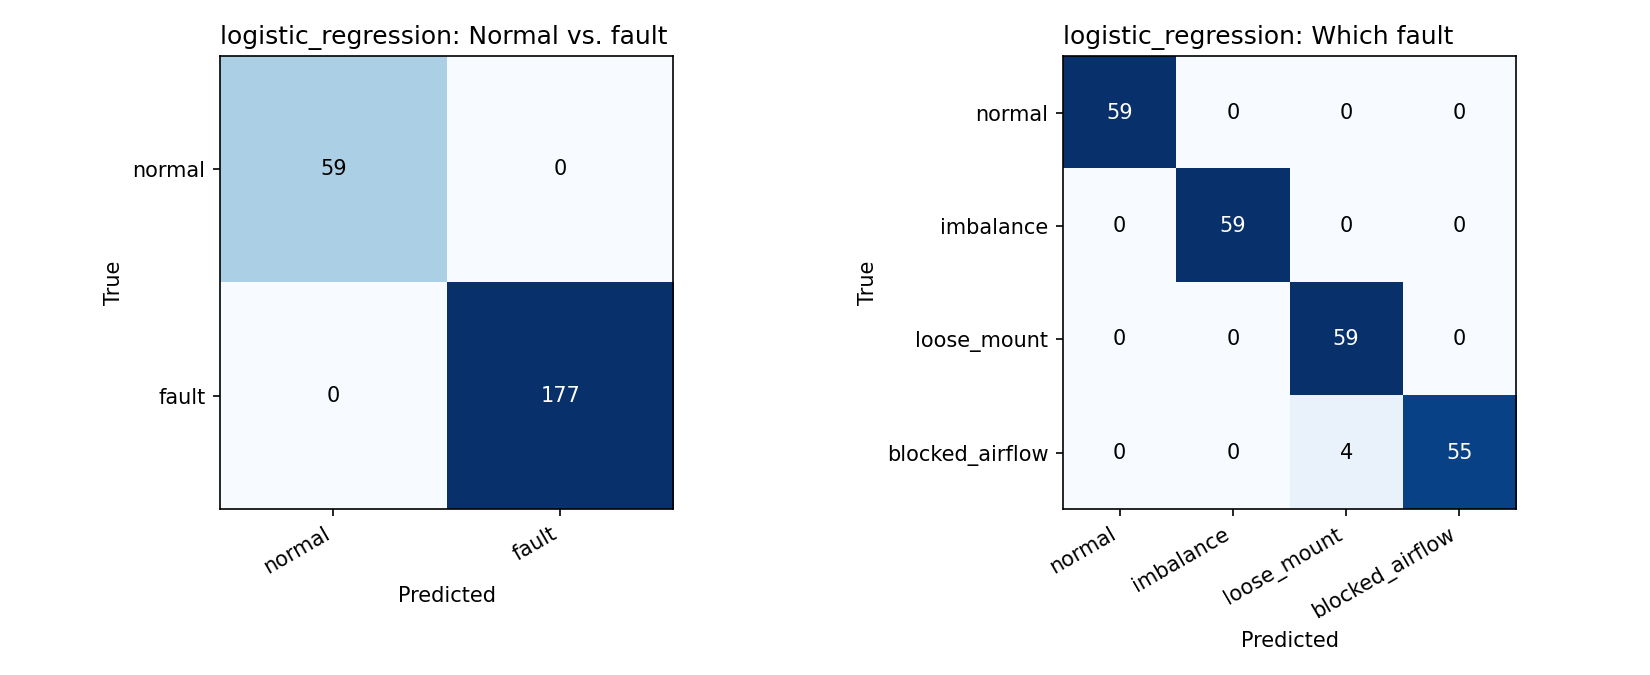 logistic_regression: Normal vs. fault
True
normal
59
0
fault
0
177
normal
fault
Predicted
logistic_regression: Which fault
True
normal
59
0
0
0
imbalance
0
59
0
0
loose_mount
0
0
59
0
blocked_airflow
0
0
4
55
normal
imbalance
loose_mount
blocked_airflow
Predicted